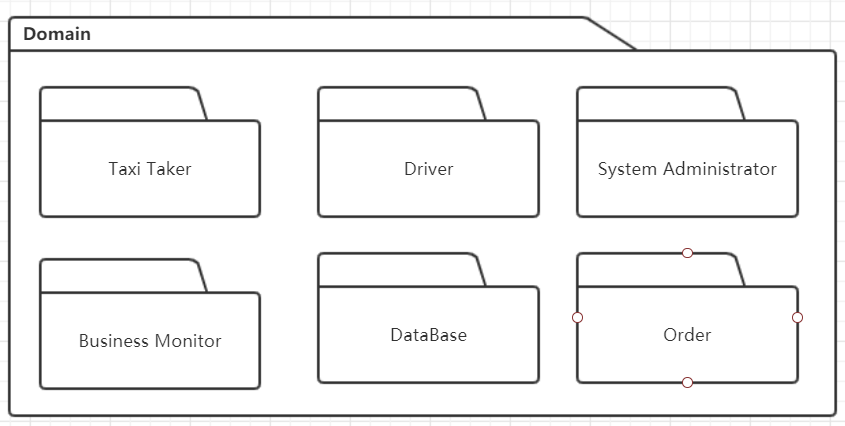 Domain
Taxi Taker
Driver
System Administrator
Business Monitor
DataBase
Order